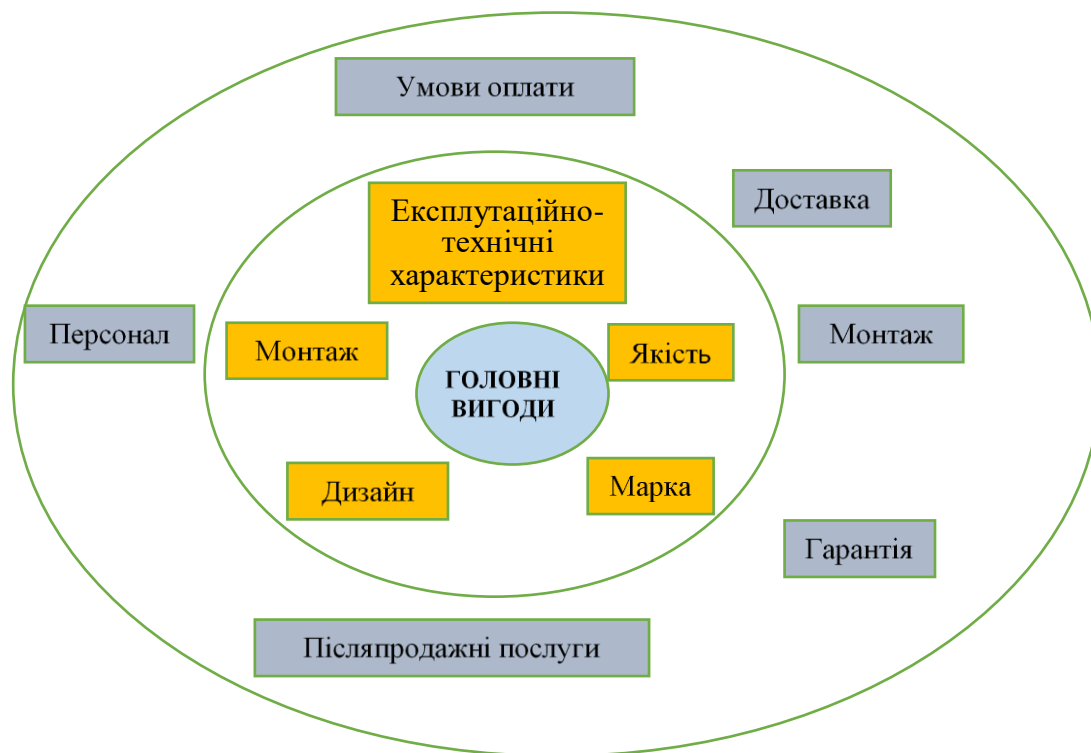 Умови оплати
Доставка
Експлутаційно-
технічні
характеристики
Персонал
Монтаж
Якість
Монтаж
ГОЛОВНІ
ВИГОДИ
Дизайн
Марка
Гарантія
Післяпродажні послуги